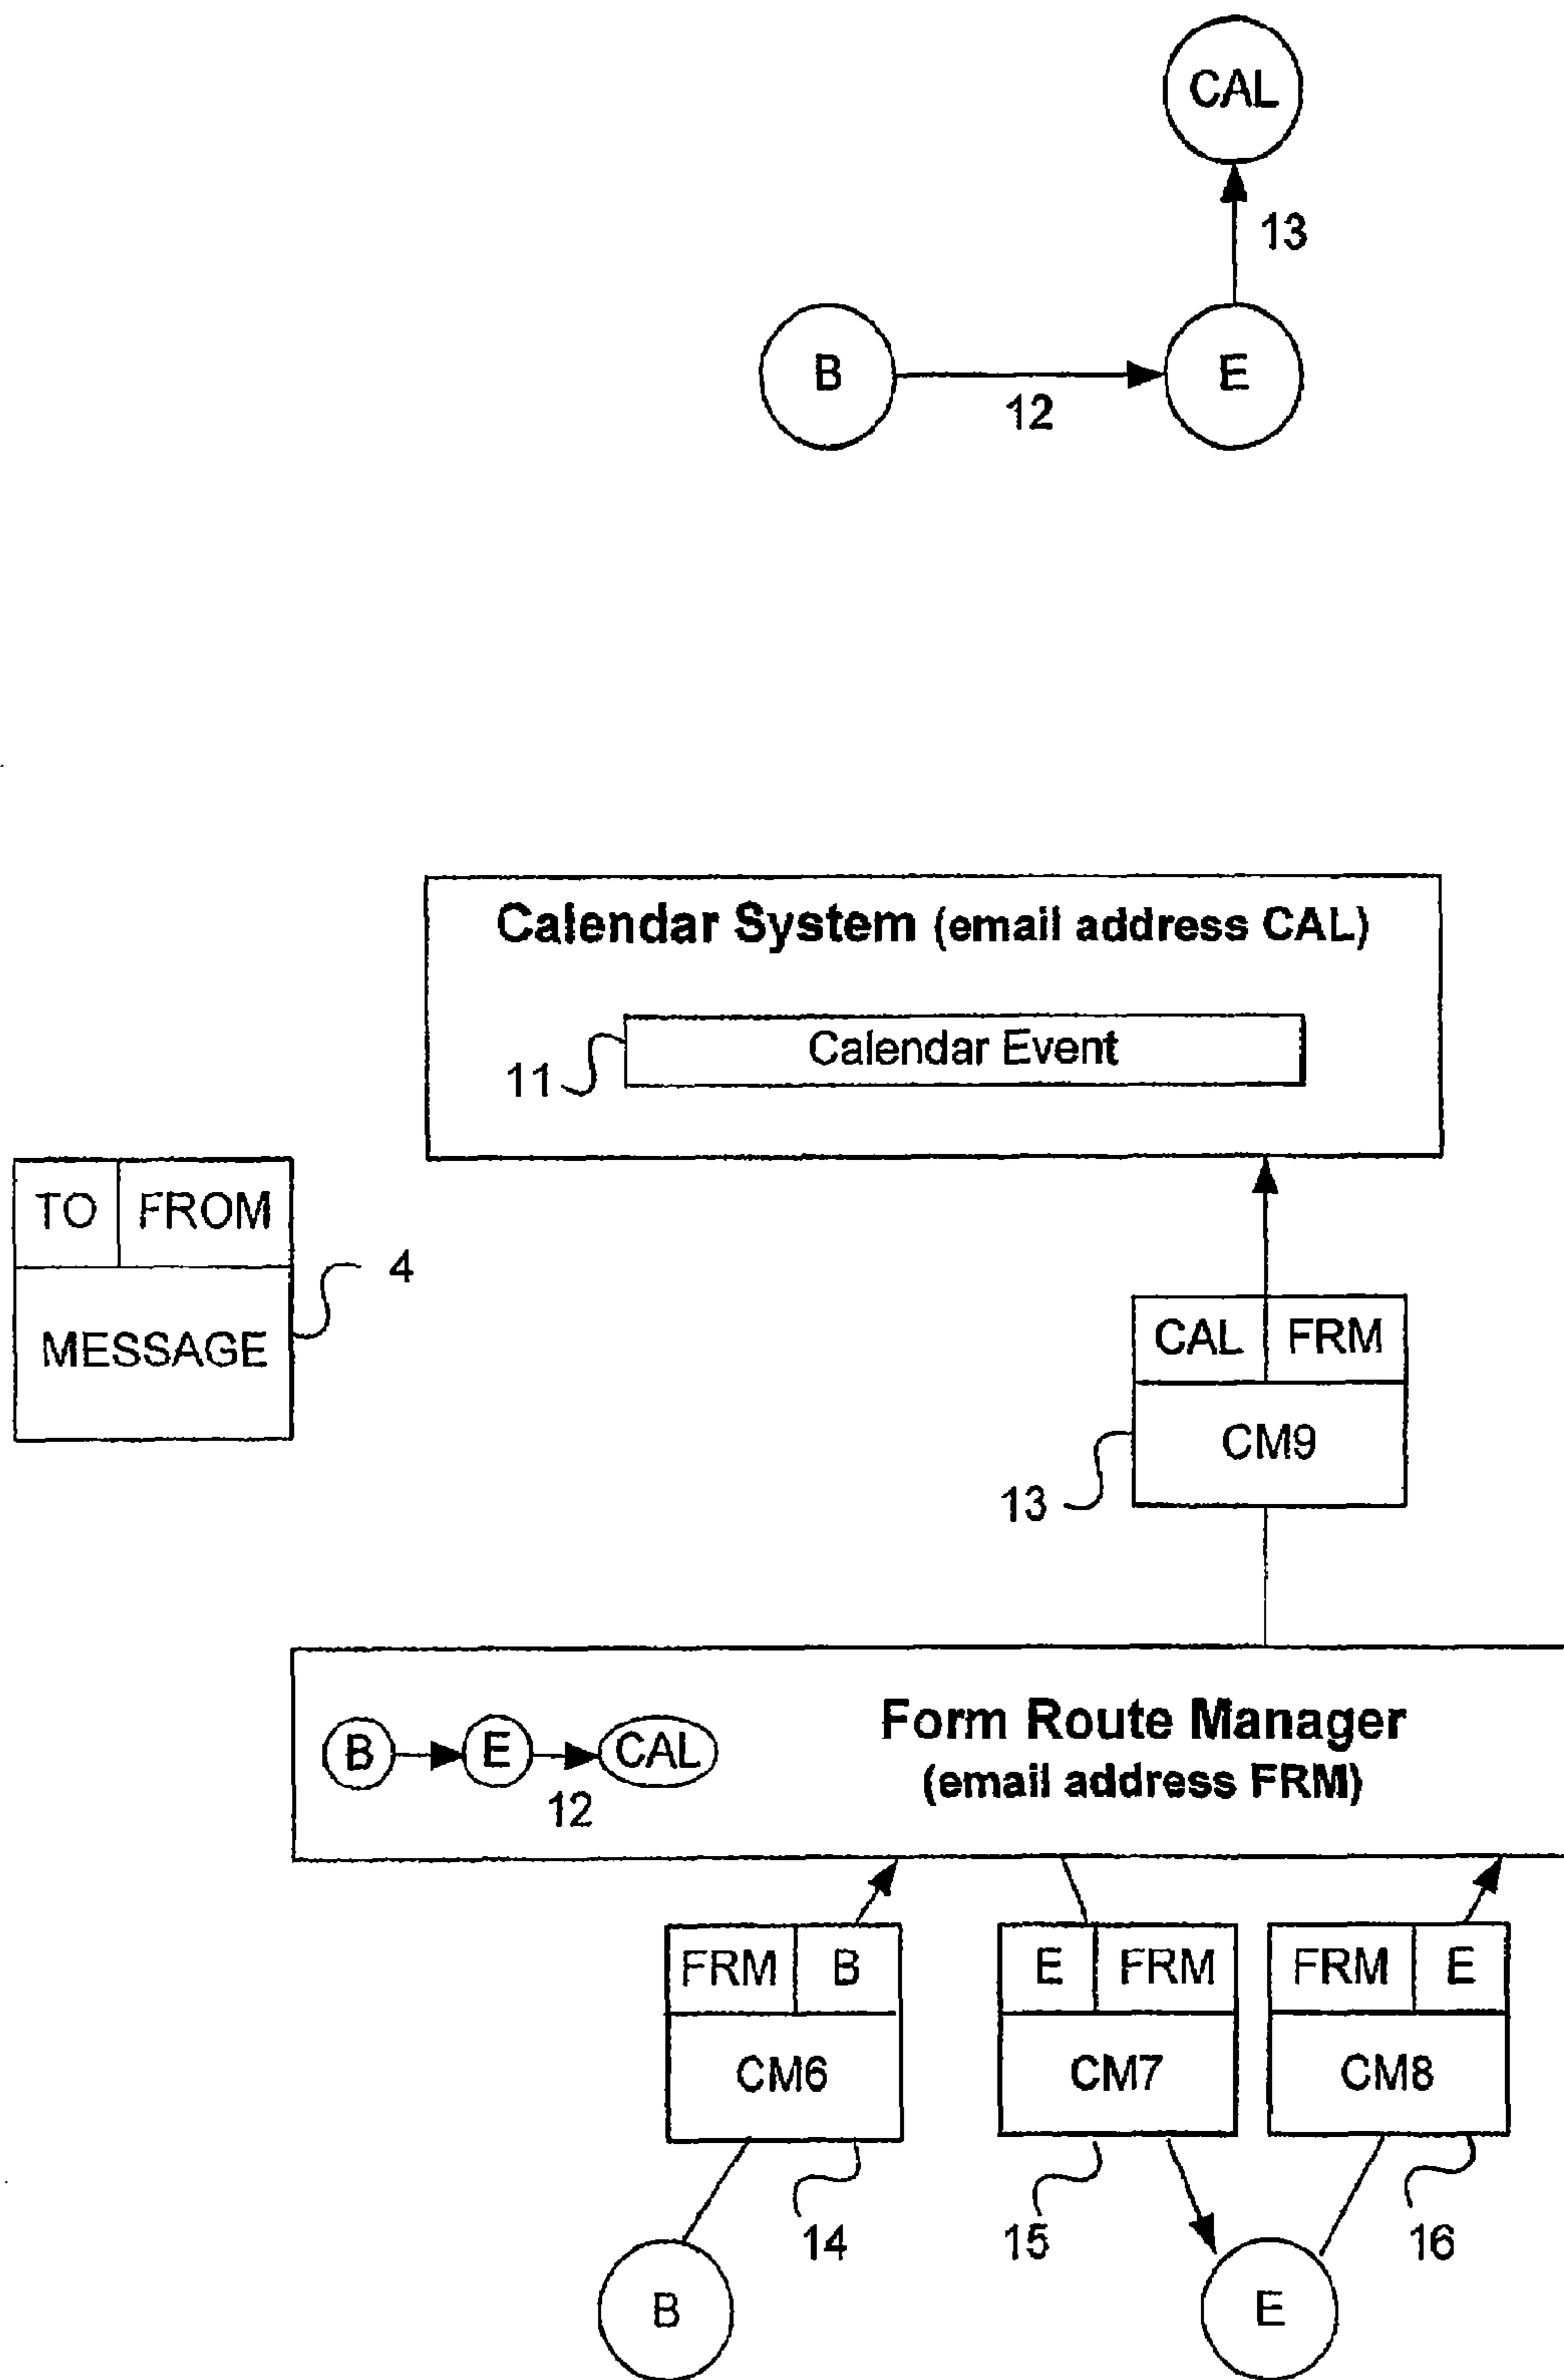 CAL
13
B
E
12
Calendar System (email address CAL)
Calendar Event
11
TO FROM
4
MESSAGE
CAL FRM
CM9
13
Form Route Manager
B E CAL
(email address FRM)
12
FRM B
E FRM
FRM E
CM6
CM7
CM8
14
15
16
B
E